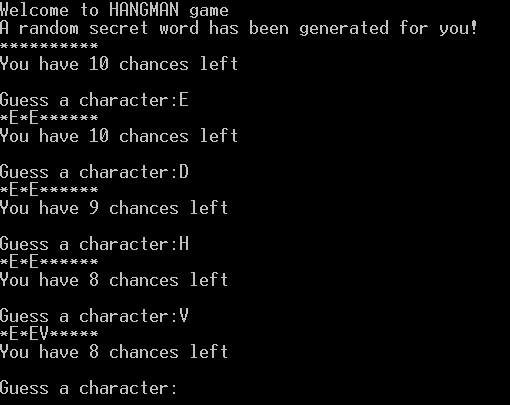 Welcome to HANGMAN game
A random secret word has been generated for you!
**********
You have 10 chances left
Guess a character:E
*E*E******
You have 10 chances left
Guess a character:D
*E*E******
You have 9 chances left
Guess a character:H
*E*E******
You have 8 chances left
Guess a character:V
*E*EV*****
You have 8 chances left
Guess a character: